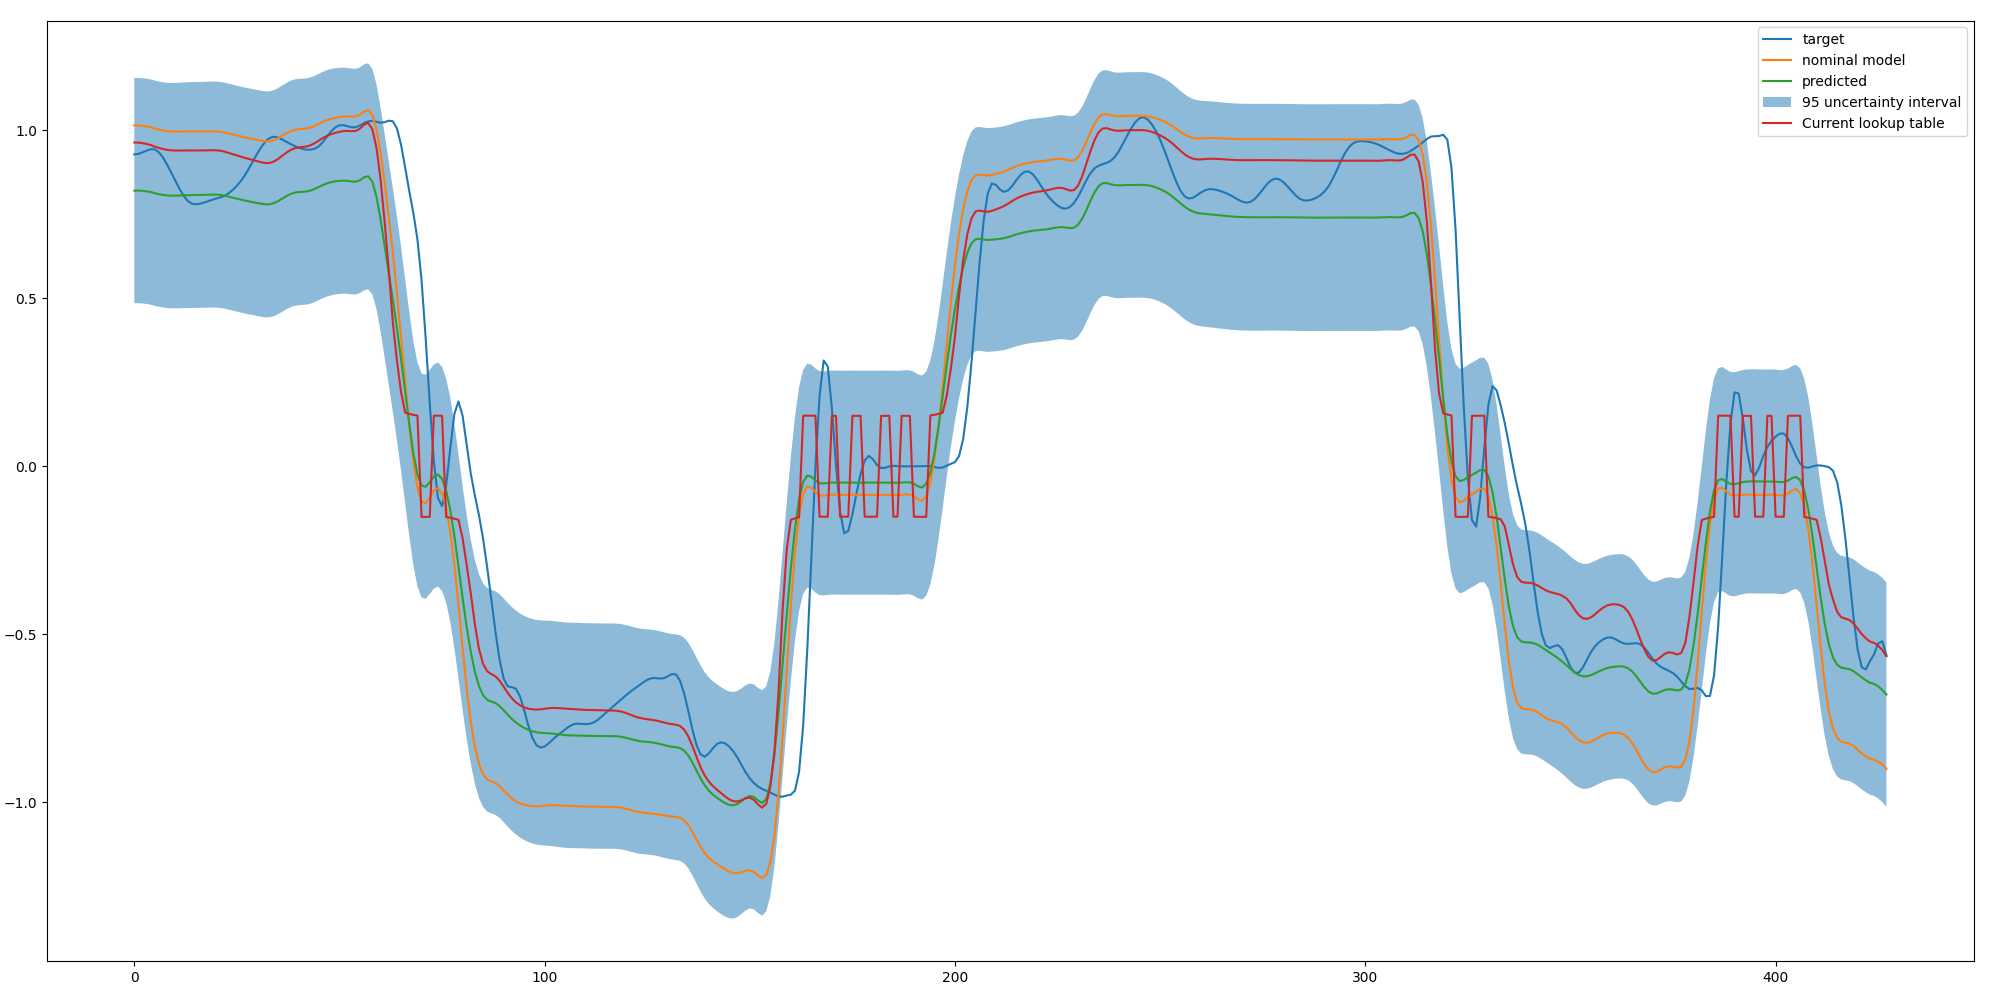 target
nominal model
predicted
95 uncertainty interval
Current lookup table
1.0
0.5
0.0
−0.5
−1.0
0 100 200 300 400